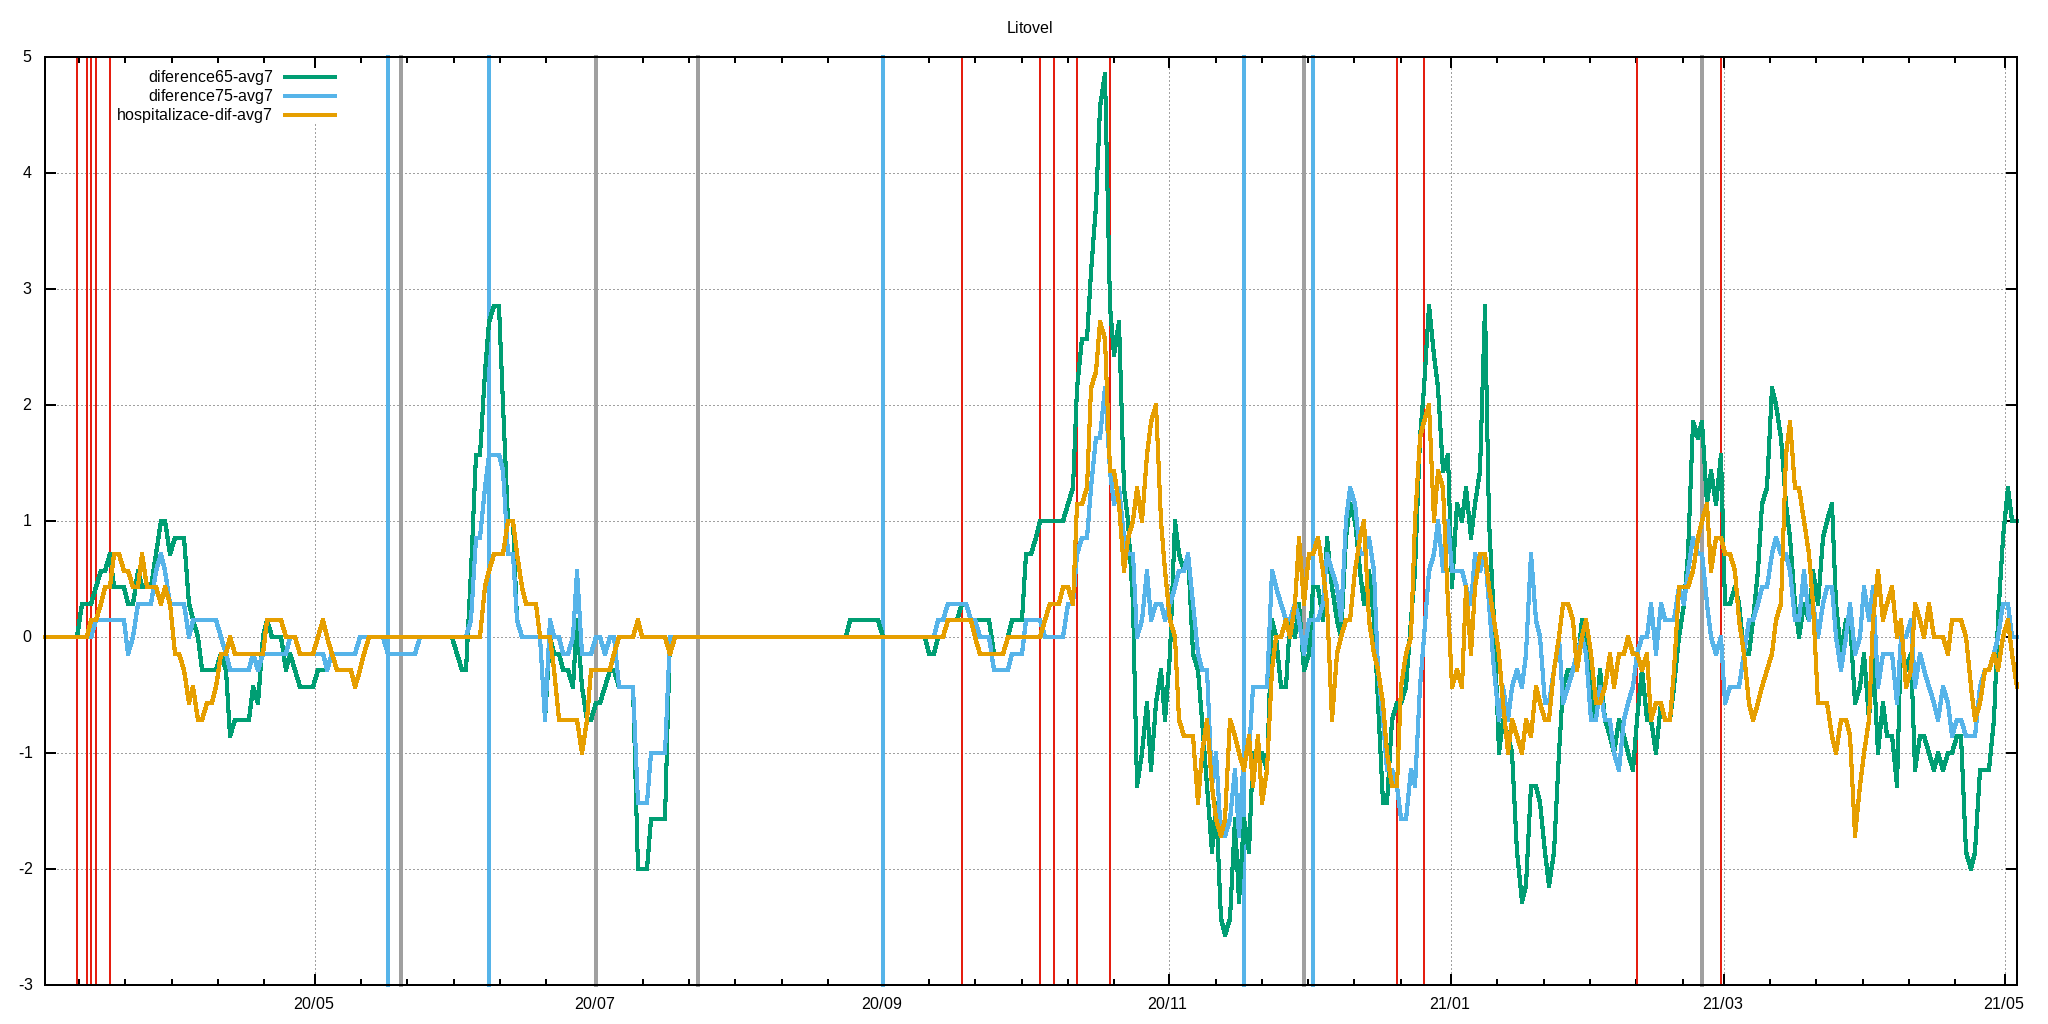 Litovel
diference65-avg7
diference75-avg7
hospitalizace-dif-avg7
5
4
3
2
1
0
-1
-2
-3
20/05 20/07 20/09 20/11 21/01 21/03 21/05